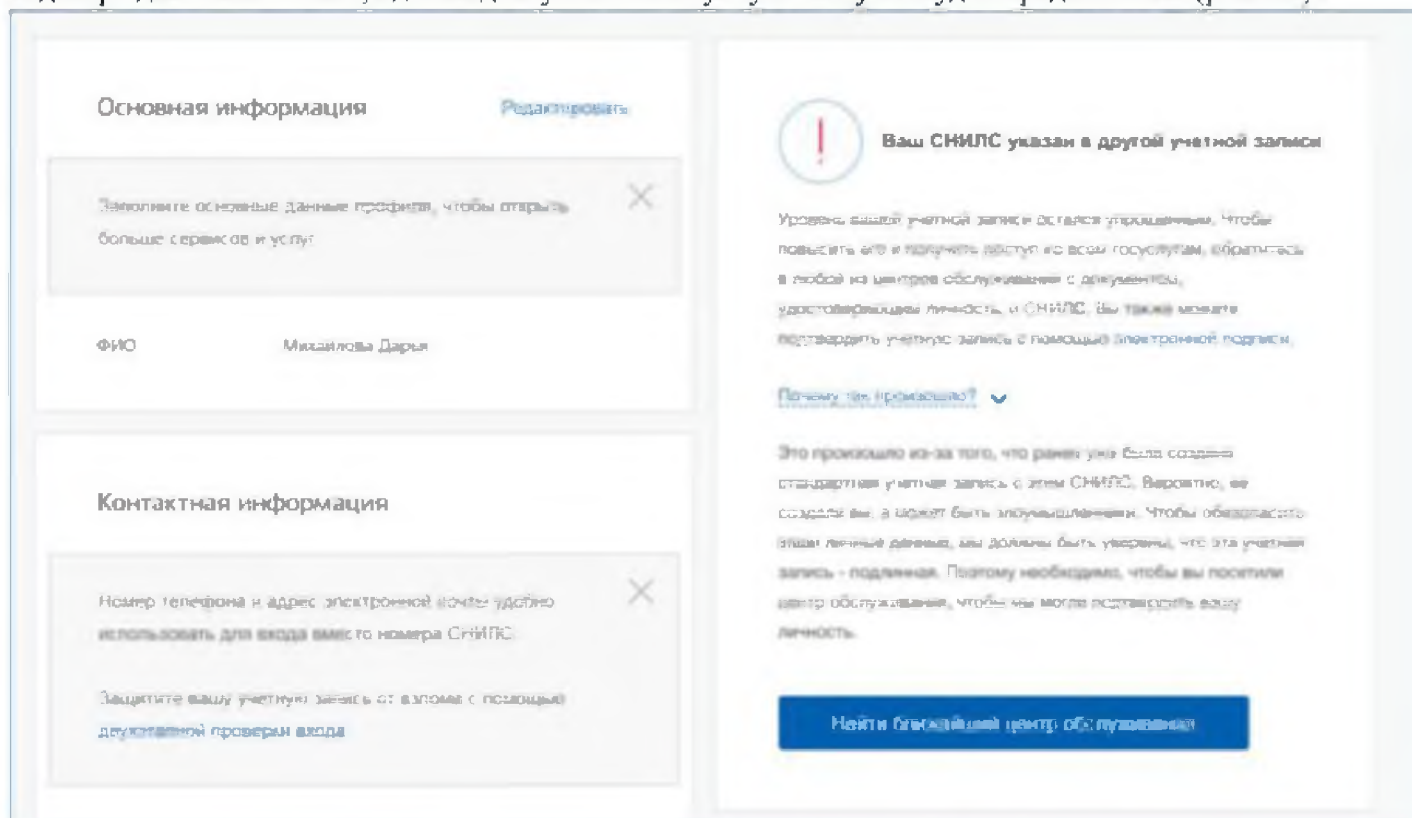 Основная информация
Редактировать
Заполните основные данные профиля, чтобы открыть
больше сервисов и услуг
ФИО Михайлова Дарья
Контактная информация
Номер телефона и адрес электронной почты удобно
использовать для входа вместо номера СНИЛС.
Защитите вашу учетную запись от взлома с помощью
двухэтапной проверки входа
Ваш СНИЛС указан в другой учетной записи
Уровень вашей учетной записи остался упрощенным. Чтобы
повысить его и получить доступ ко всем госуслугам, обратитесь
в любой из центров обслуживания с документом,
удостоверяющим личность, и СНИЛС. Вы также можете
подтвердить учетную запись с помощью электронной подписи.
Почему так произошло?
Это произошло из-за того, что ранее уже была создана
стандартная учетная запись с этим СНИЛС. Вероятно, ее
создали вы, а может быть злоумышленники. Чтобы обезопасить
ваши личные данные, мы должны быть уверены, что эта учетная
запись - подлинная. Поэтому необходимо, чтобы вы посетили
центр обслуживания, чтобы мы могли подтвердить вашу
личность.
Найти ближайший центр обслуживания